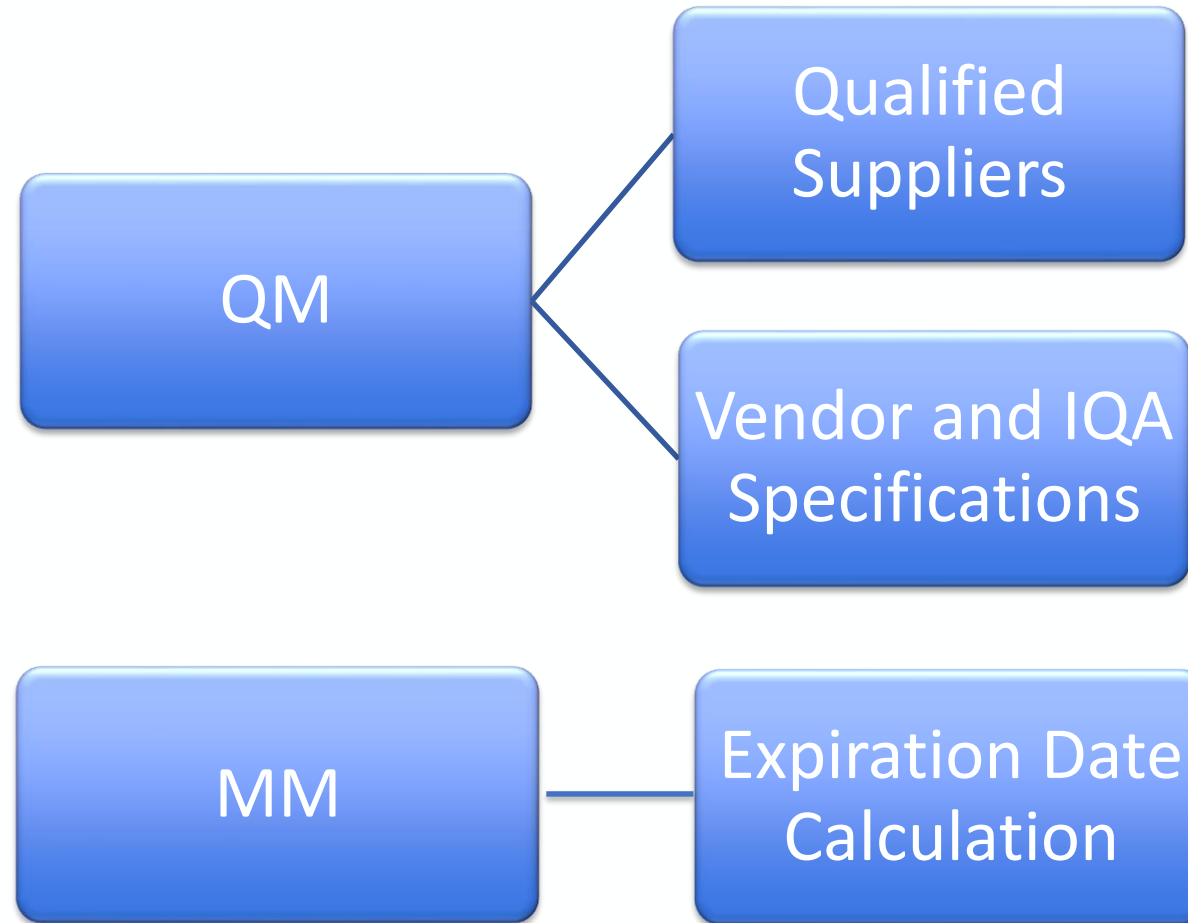 QM
Qualified
Suppliers
Vendor and IQA
Specifications
MM
Expiration Date
Calculation